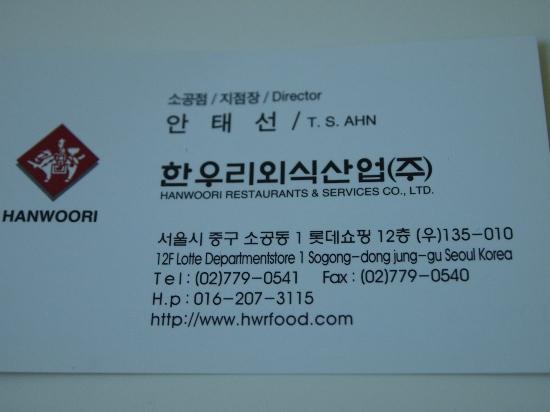 소공점 / 지점장 / Director
안 태 선 / T. S. AHN
HANWOORI
한우리외식산업(주)
HANWOORI RESTAURANTS & SERVICES CO., LTD.
서울시 중구 소공동 1 롯데쇼핑 12층 (우)135-010
12F Lotte Departmentstore 1 Sogong-dong jung-gu Seoul Korea
Tel : (02)779-0541 Fax : (02)779-0540
H.p : 016-207-3115
http://www.hwrfood.com